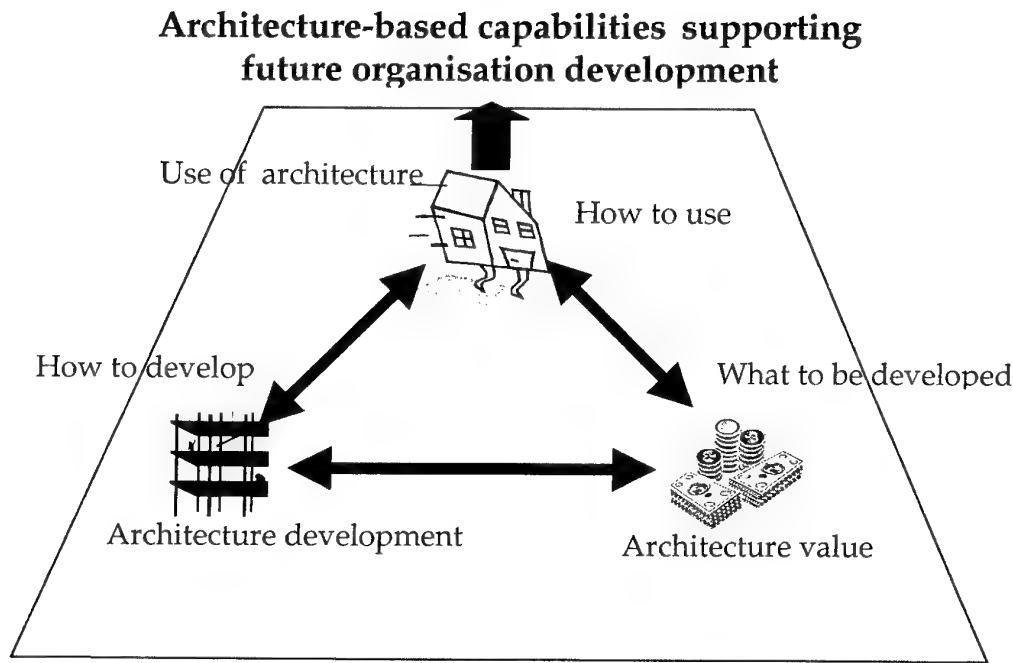 Architecture-based capabilities supporting
future organisation development
Use of architecture
How to use
How to develop
What to be developed
Architecture development
Architecture value